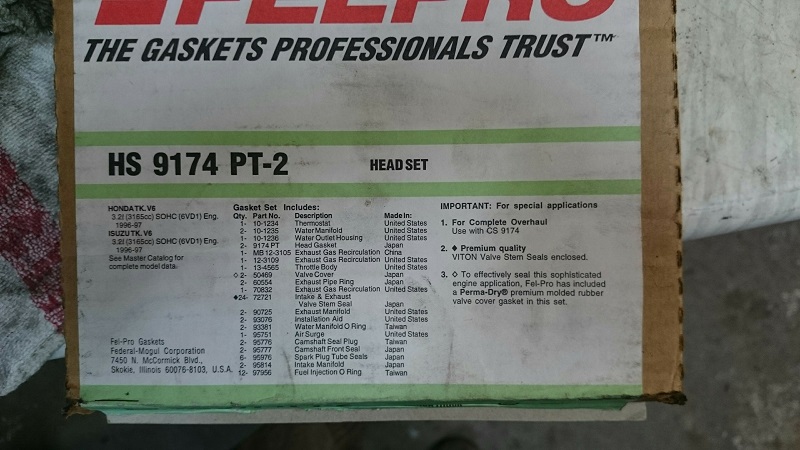 FELPRO
THE GASKETS PROFESSIONALS TRUST™
HS 9174 PT-2 HEAD SET
HONDA TK. V6
3.2ℓ (3165cc) SOHC (6VD1) Eng.
1996-97
ISUZU TK. V6
3.2ℓ (3165cc) SOHC (6VD1) Eng.
1996-97
See Master Catalog for
complete model data.
Fel-Pro Gaskets
Federal-Mogul Corporation
7450 N. McCormick Blvd.,
Skokie, Illinois 60076-8103, U.S.A.
Gasket Set Includes:
Qty. Part No. Description Made In:
1- 10-1234 Thermostat United States
2- 10-1235 Water Manifold United States
1- 10-1236 Water Outlet Housing United States
2- 9174 PT Head Gasket Japan
1- MB 12-3105 Exhaust Gas Recirculation China
1- 12-3109 Exhaust Gas Recirculation United States
1- 13-4565 Throttle Body United States
◇ 2- 50469 Valve Cover Japan
2- 60554 Exhaust Pipe Ring Japan
1- 70832 Exhaust Gas Recirculation United States
◆24- 72721 Intake & Exhaust
Valve Stem Seal Japan
2- 90725 Exhaust Manifold United States
2- 93076 Installation Aid United States
2- 93381 Water Manifold O Ring Taiwan
1- 95751 Air Surge United States
2- 95776 Camshaft Seal Plug Taiwan
2- 95777 Camshaft Front Seal Japan
6- 95976 Spark Plug Tube Seals Japan
2- 95814 Intake Manifold Japan
12- 97956 Fuel Injection O Ring Taiwan
IMPORTANT: For special applications
1. For Complete Overhaul
Use with CS 9174
2. ◆ Premium quality
VITON Valve Stem Seals enclosed.
3. ◇ To effectively seal this sophisticated
engine application, Fel-Pro has included
a Perma-Dry® premium molded rubber
valve cover gasket in this set.